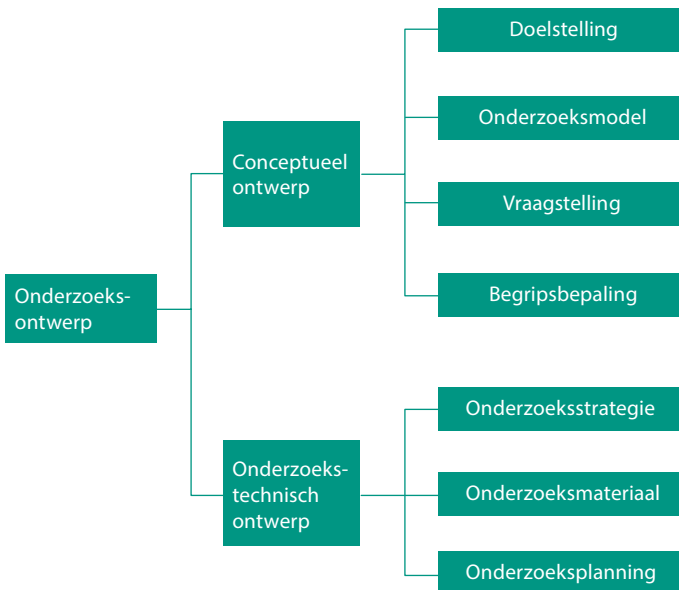 Onderzoeks-
ontwerp
Conceptueel
ontwerp
Doelstelling
Onderzoeksmodel
Vraagstelling
Begripsbepaling
Onderzoeks-
technisch
ontwerp
Onderzoeksstrategie
Onderzoeksmateriaal
Onderzoeksplanning